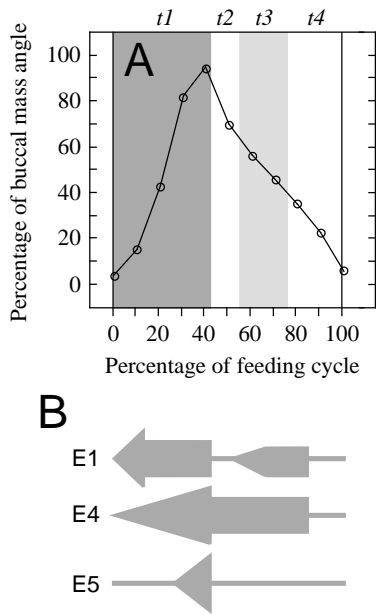 t1 t2 t3 t4
A
Percentage of buccal mass angle
100
80
60
40
20
0
0 20 40 60 80 100
Percentage of feeding cycle
B
E1
E4
E5